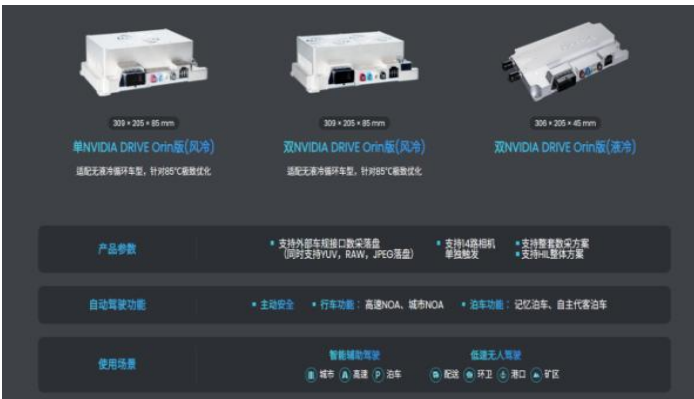 309 × 205 × 85 mm
309 × 205 × 85 mm
306 × 205 × 45 mm
单NVIDIA DRIVE Orin版(风冷)
双NVIDIA DRIVE Orin版(风冷)
双NVIDIA DRIVE Orin版(液冷)
适配无液冷循环车型，针对85℃极致优化
适配无液冷循环车型，针对85℃极致优化
产品参数
支持外部车规接口数采落盘
(同时支持YUV，RAW，JPEG落盘)
支持14路相机
单独触发
支持整套数采方案
支持HIL整体方案
自动驾驶功能
主动安全
行车功能：高速NOA、城市NOA
泊车功能：记忆泊车、自主代客泊车
使用场景
智能辅助驾驶
城市 高速 P 泊车
低速无人驾驶
配送 环卫 港口 矿区